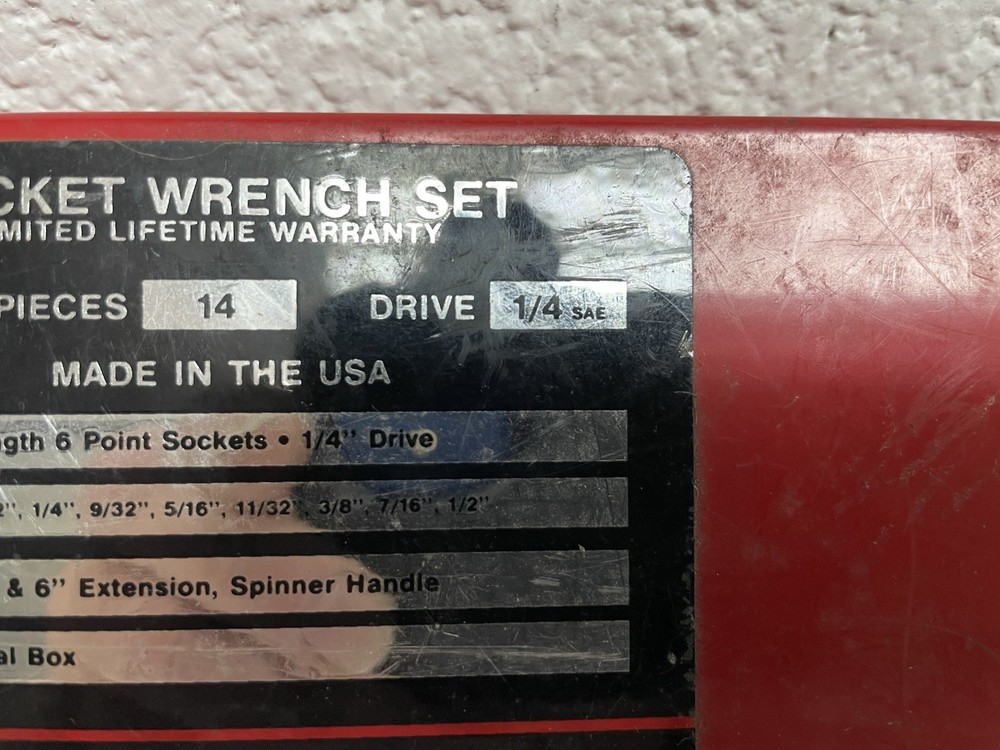 CKET WRENCH SET
MITED LIFETIME WARRANTY
PIECES 14 DRIVE 1/4 SAE
MADE IN THE USA
ngth 6 Point Sockets • 1/4" Drive
2", 1/4", 9/32", 5/16", 11/32", 3/8", 7/16", 1/2"
& 6" Extension, Spinner Handle
al Box